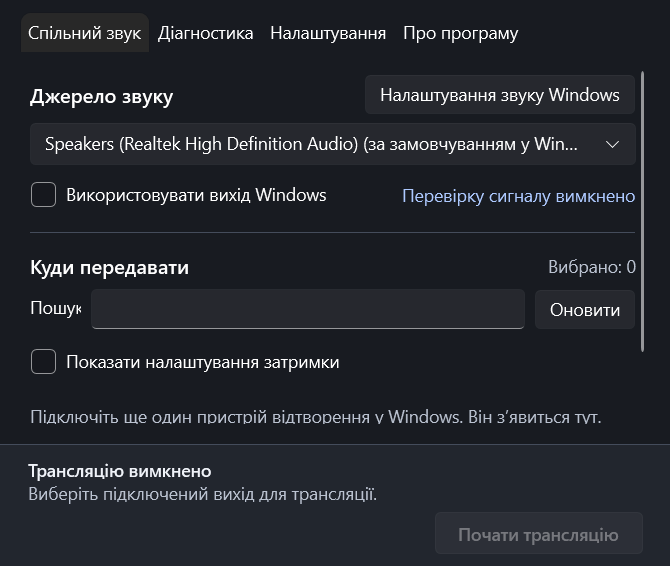 Спільний звук Діагностика Налаштування Про програму
Джерело звуку Налаштування звуку Windows
Speakers (Realtek High Definition Audio) (за замовчуванням у Win...
Використовувати вихід Windows Перевірку сигналу вимкнено
Куди передавати Вибрано: 0
Пошук Оновити
Показати налаштування затримки
Підключіть ще один пристрій відтворення у Windows. Він з’явиться тут.
Трансляцію вимкнено
Виберіть підключений вихід для трансляції.
Почати трансляцію